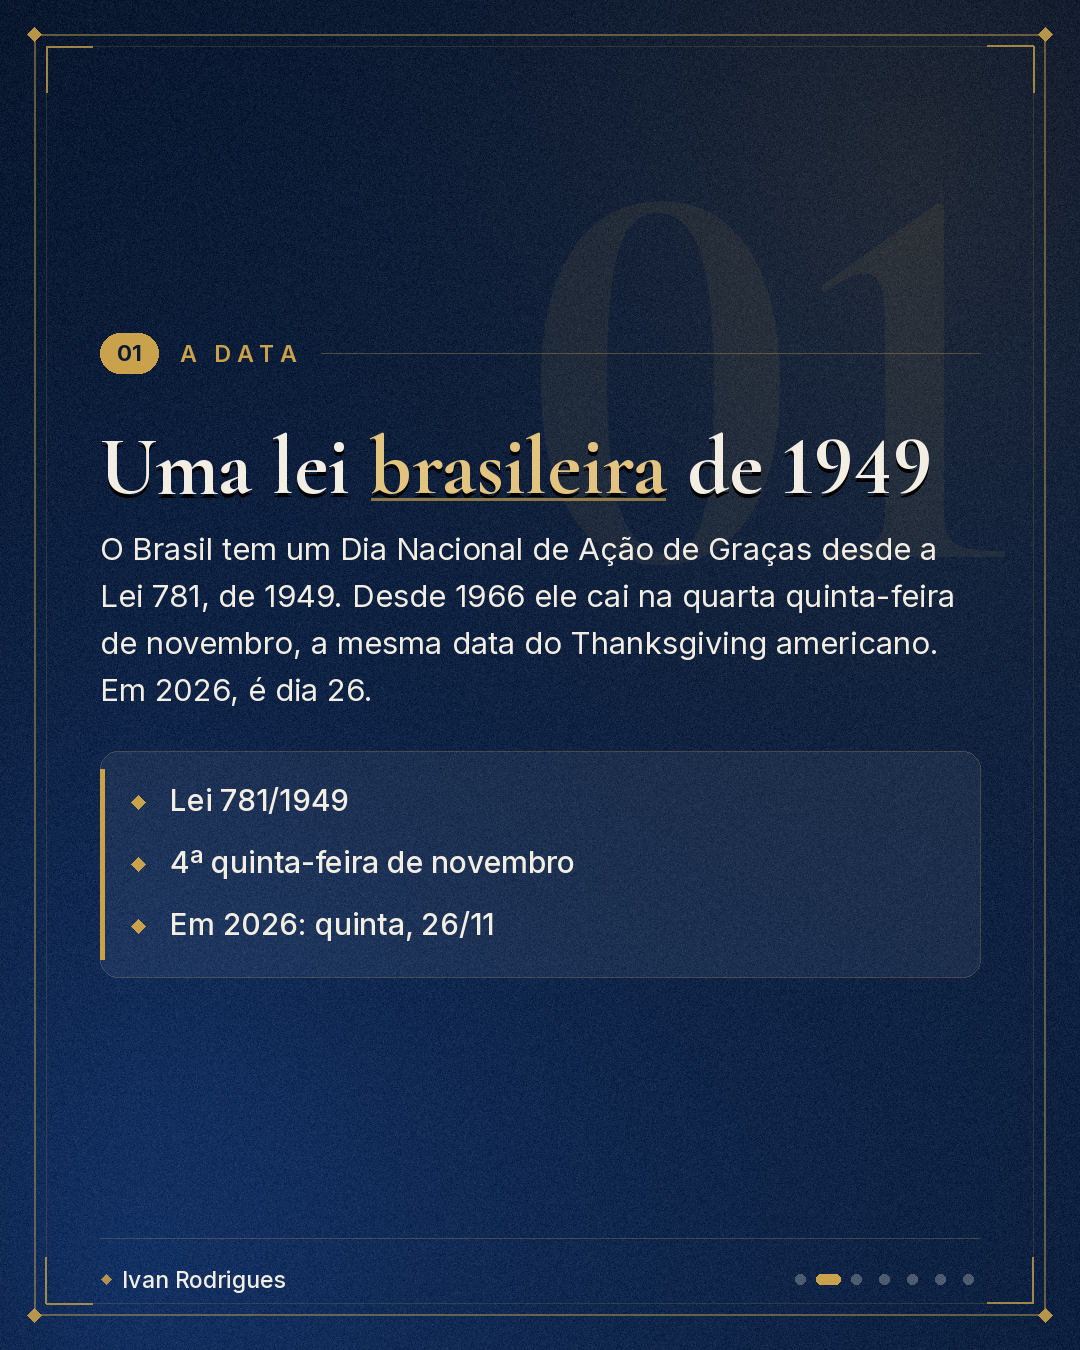 01
01 A DATA
Uma lei brasileira de 1949
O Brasil tem um Dia Nacional de Ação de Graças desde a
Lei 781, de 1949. Desde 1966 ele cai na quarta quinta-feira
de novembro, a mesma data do Thanksgiving americano.
Em 2026, é dia 26.
Lei 781/1949
4ª quinta-feira de novembro
Em 2026: quinta, 26/11
Ivan Rodrigues